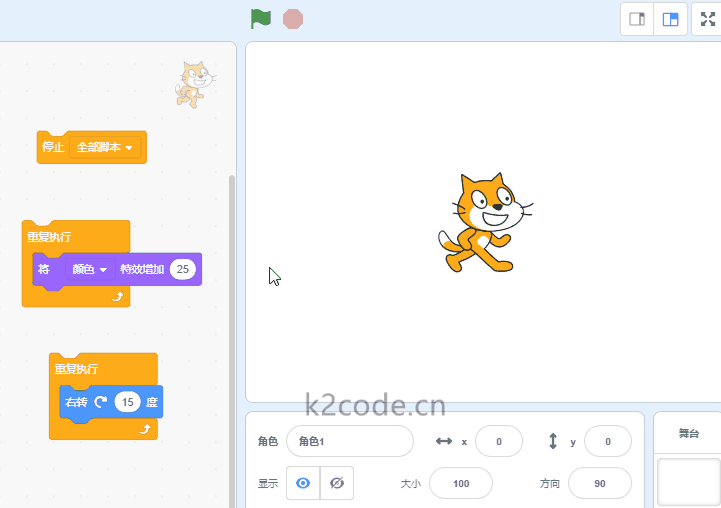 停止 全部脚本
重复执行
将 颜色 特效增加 25
重复执行
右转 15 度
k2code.cn
角色 角色1 x 0 y 0
舞台
显示 大小 100 方向 90